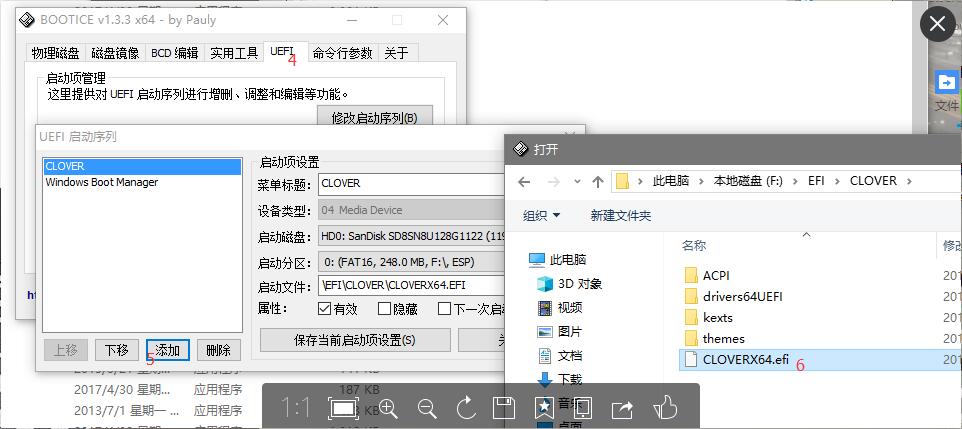 BOOTICE v1.3.3 x64 - by Pauly
物理磁盘 磁盘镜像 BCD 编辑 实用工具 UEFI 命令行参数 关于
4
启动项管理
这里提供对 UEFI 启动序列进行增删、调整和编辑等功能。
修改启动序列(B)
UEFI 启动序列
CLOVER
Windows Boot Manager
上移 下移 添加 删除
5
启动项设置
菜单标题: CLOVER
设备类型: 04 Media Device
启动磁盘: HD0: SanDisk SD8SN8U128G1122 (119
启动分区: 0: (FAT16, 248.0 MB, F:\, ESP)
启动文件: \EFI\CLOVER\CLOVERX64.EFI
属性: 有效 隐藏 下一次启动
保存当前启动项设置(S)
打开
此电脑 本地磁盘 (F:) EFI CLOVER
组织 新建文件夹
此电脑
3D 对象
视频
图片
文档
下载
音乐
桌面
名称 修改
ACPI 201
drivers64UEFI 201
kexts 201
themes 201
CLOVERX64.efi 201
6
文件
2017/4/30 星期... 应用程序 187 KB
2013/7/1 星期一 ... 应用程序
1:1